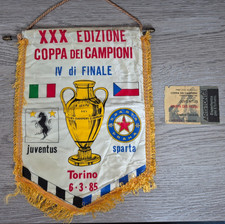 XXX EDIZIONE
COPPA DEI CAMPIONI
IV di FINALE
juventus
sparta
Torino
6-3-85